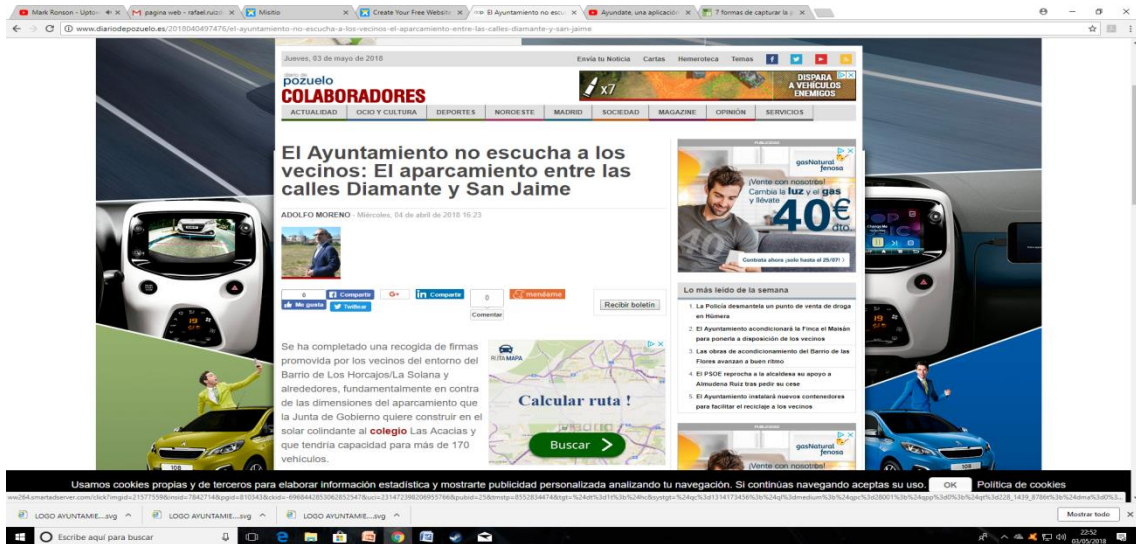 Mark Ronson - Uptow
pagina web - rafael.ruiz
Misitio
Create Your Free Website
El Ayuntamiento no escu
Ayundate, una aplicación
7 formas de capturar la p
www.diariodepozuelo.es/2018040497476/el-ayuntamiento-no-escucha-a-los-vecinos-el-aparcamiento-entre-las-calles-diamante-y-san-jaime
Jueves, 03 de mayo de 2018
Envía tu Noticia Cartas Hemeroteca Temas
diario de
pozuelo
COLABORADORES
x7
DISPARA
A VEHÍCULOS
ENEMIGOS
ACTUALIDAD OCIO Y CULTURA DEPORTES NOROESTE MADRID SOCIEDAD MAGAZINE OPINIÓN SERVICIOS
El Ayuntamiento no escucha a los
vecinos: El aparcamiento entre las
calles Diamante y San Jaime
ADOLFO MORENO - Miércoles, 04 de abril de 2018 16:23
0
Compartir
G+
Compartir
0
menéame
Me gusta
Twittear
Comentar
Recibir boletín
Se ha completado una recogida de firmas
promovida por los vecinos del entorno del
Barrio de Los Horcajos/La Solana y
alrededores, fundamentalmente en contra
de las dimensiones del aparcamiento que
la Junta de Gobierno quiere construir en el
solar colindante al colegio Las Acacias y
que tendría capacidad para más de 170
vehículos.
RUTA MAPA
Calcular ruta !
Buscar
PUBLICIDAD
gasNatural
fenosa
¡Vente con nosotros!
Cambia la luz y el gas
y llévate
40€
dto.
Contrata ahora ¡solo hasta el 25/07!
Lo más leído de la semana
1. La Policía desmantela un punto de venta de droga
en Húmera
2. El Ayuntamiento acondicionará la Finca el Maisán
para ponerla a disposición de los vecinos
3. Las obras de acondicionamiento del Barrio de las
Flores avanzan a buen ritmo
4. El PSOE reprocha a la alcaldesa su apoyo a
Almudena Ruiz tras pedir su cese
5. El Ayuntamiento instalará nuevos contenedores
para facilitar el reciclaje a los vecinos
PUBLICIDAD
gasNatural
fenosa
¡Vente con nosotros!
108
108
Usamos cookies propias y de terceros para elaborar información estadística y mostrarte publicidad personalizada analizando tu navegación. Si continúas navegando aceptas su uso. OK Política de cookies
LOGO AYUNTAMIE....svg
LOGO AYUNTAMIE....svg
LOGO AYUNTAMIE....svg
Mostrar todo
Escribe aquí para buscar
22:52
03/05/2018